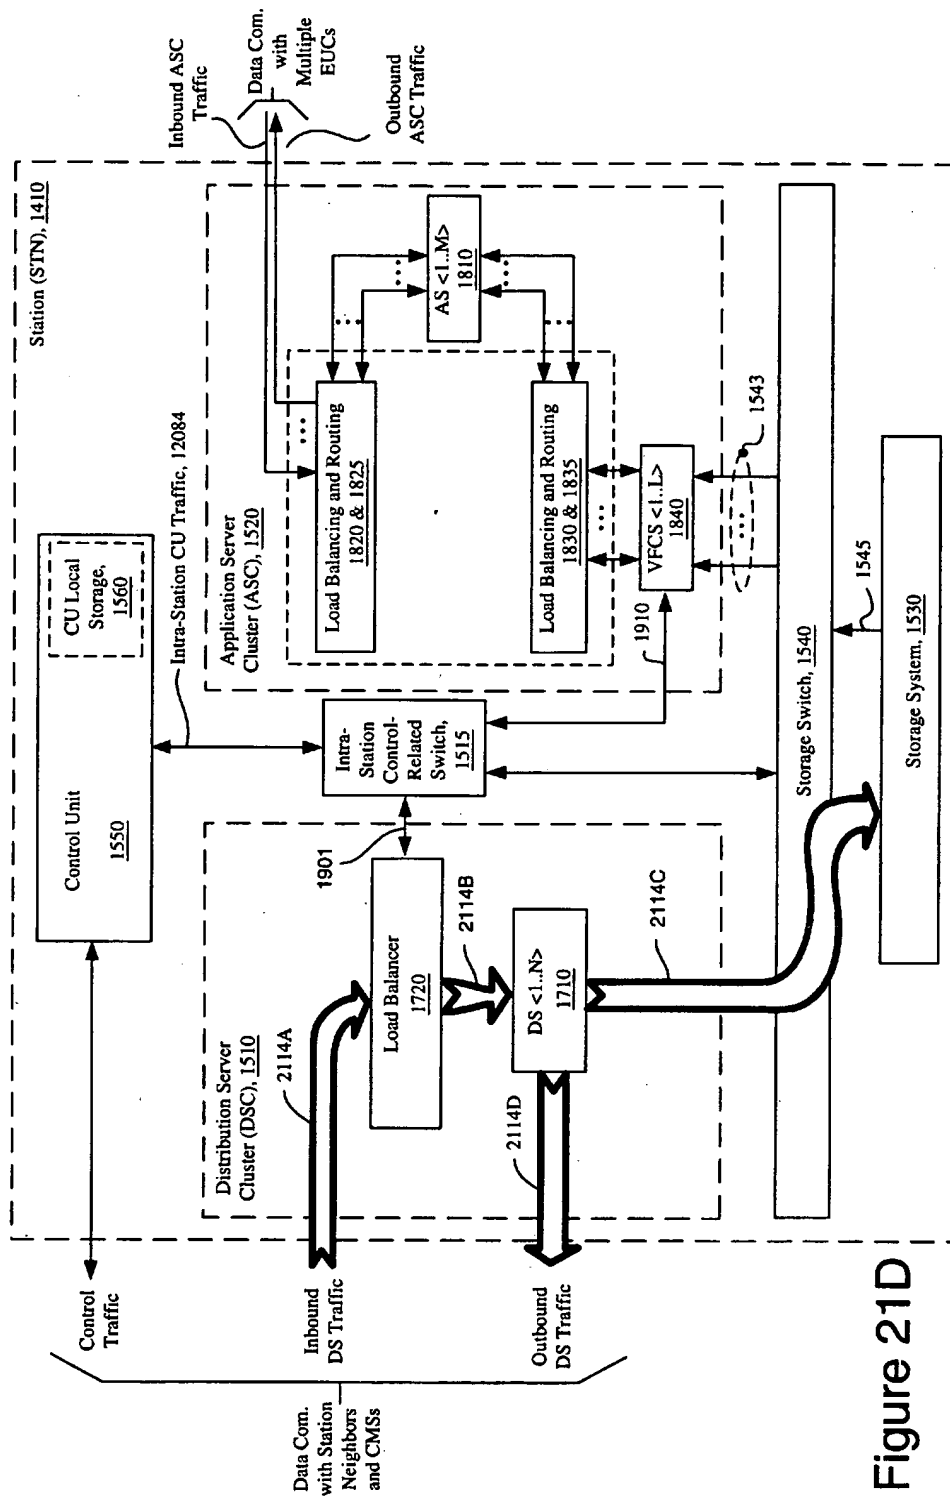 Station (STN), 1410
Control
Traffic
Control Unit
1550
CU Local
Storage,
1560
Intra-Station CU Traffic, 12084
Inbound ASC
Traffic
Data Com.
with
Multiple
EUCs
Outbound
ASC Traffic
Data Com.
with Station
Neighbors
and CMSs
Distribution Server
Cluster (DSC), 1510
Inbound
DS Traffic
2114A
Load Balancer
1720
1901
2114B
DS <1..N>
1710
2114C
2114D
Outbound
DS Traffic
Intra-
Station
Control-
Related
Switch,
1515
Application Server
Cluster (ASC), 1520
Load Balancing and Routing
1820 & 1825
AS <1..M>
1810
Load Balancing and Routing
1830 & 1835
1910
VFCS <1..L>
1840
1543
Storage Switch, 1540
1545
Storage System, 1530
Figure 21D